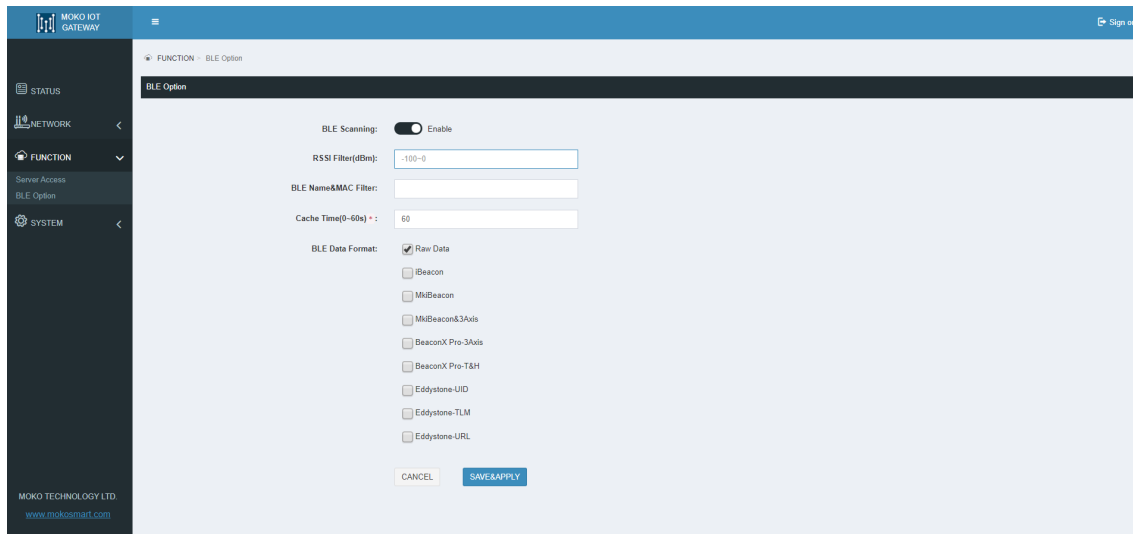 MOKO IOT
GATEWAY
Sign o
FUNCTION > BLE Option
STATUS
NETWORK
FUNCTION
Server Access
BLE Option
SYSTEM
MOKO TECHNOLOGY LTD.
www.mokosmart.com
BLE Option
BLE Scanning: Enable
RSSI Filter(dBm): -100~0
BLE Name&MAC Filter:
Cache Time(0~60s) * : 60
BLE Data Format: Raw Data
iBeacon
MkiBeacon
MkiBeacon&3Axis
BeaconX Pro-3Axis
BeaconX Pro-T&H
Eddystone-UID
Eddystone-TLM
Eddystone-URL
CANCEL SAVE&APPLY